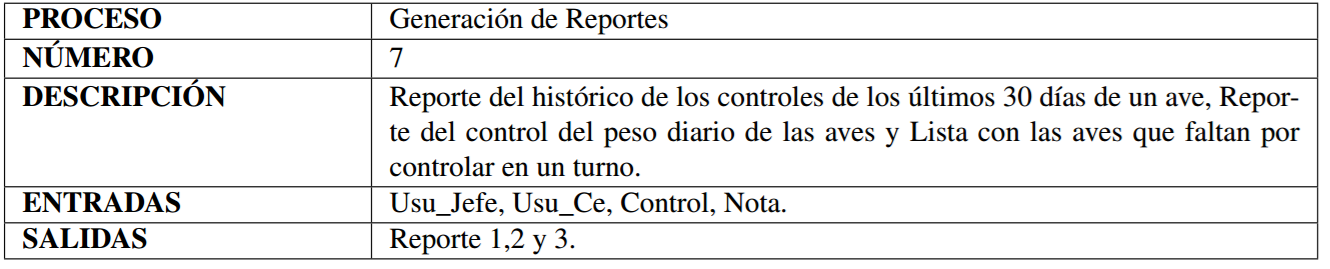 PROCESO Generación de Reportes
NÚMERO 7
DESCRIPCIÓN Reporte del histórico de los controles de los últimos 30 días de un ave, Repor-
te del control del peso diario de las aves y Lista con las aves que faltan por
controlar en un turno.
ENTRADAS Usu_Jefe, Usu_Ce, Control, Nota.
SALIDAS Reporte 1,2 y 3.